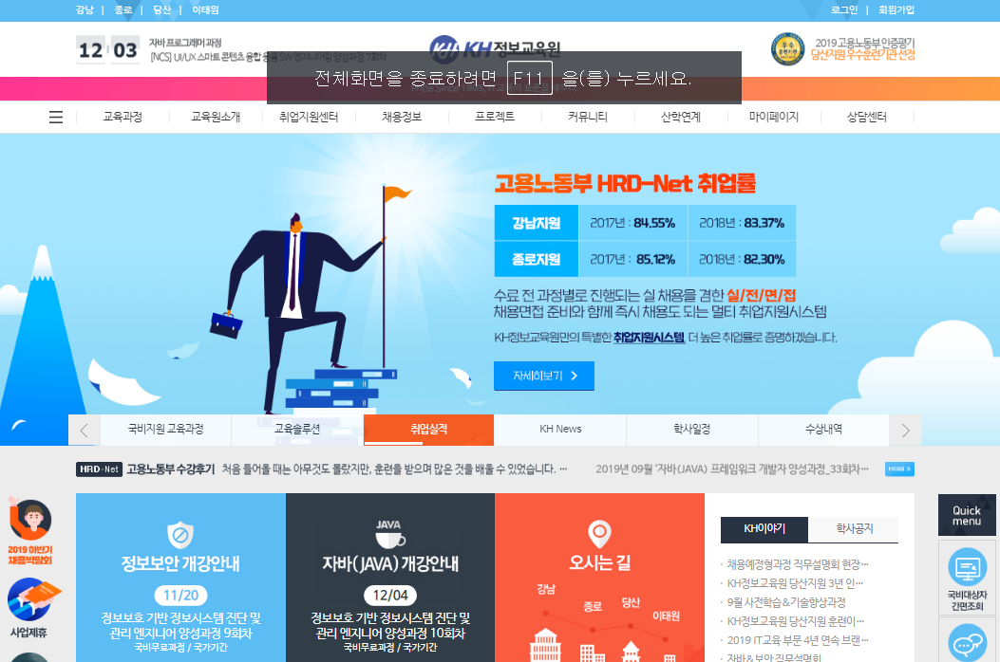 강남 | 종로 | 당산 | 이태원
로그인 | 회원가입
12 03
자바 프로그래머 과정
[NCS] UI/UX 스마트 콘텐츠 융합 응용 SW 엔지니어링 양성과정 7회차
KH 정보교육원
2019 고용노동부 인증평가
당산지원 우수훈련기관 선정
전체화면을 종료하려면 F11 을(를) 누르세요.
교육과정 교육원소개 취업지원센터 채용정보 프로젝트 커뮤니티 산학연계 마이페이지 상담센터
고용노동부 HRD-Net 취업률
강남지원 2017년 : 84.55% 2018년 : 83.37%
종로지원 2017년 : 85.12% 2018년 : 82.30%
수료 전 과정별로 진행되는 실 채용을 겸한 실/전/면/접
채용면접 준비와 함께 즉시 채용도 되는 멀티 취업지원시스템
KH정보교육원만의 특별한 취업지원시스템, 더 높은 취업률로 증명하겠습니다.
자세히보기 >
국비지원 교육과정 교육솔루션 취업실적 KH News 학사일정 수상내역
HRD-Net 고용노동부 수강후기 처음 들어올 때는 아무것도 몰랐지만, 훈련을 받으며 많은 것을 배울 수 있었습니다. ···
2019년 09월 '자바(JAVA) 프레임워크 개발자 양성과정_33회차···
MORE >
2019 하반기
채용박람회
사업제휴
정보보안 개강안내
11/20
정보보호 기반 정보시스템 진단 및
관리 엔지니어 양성과정 9회차
국비무료과정 / 국가기간
JAVA
자바(JAVA) 개강안내
12/04
정보보호 기반 정보시스템 진단 및
관리 엔지니어 양성과정 10회차
국비무료과정 / 국가기간
오시는 길
강남
종로
당산
이태원
KH이야기 학사공지
· 채용예정형과정 직무설명회 현장···
· KH정보교육원 당산지원 3년 인···
· 9월 사전학습&기술향상과정
· KH정보교육원 당산지원 훈련이···
· 2019 IT교육 부문 4년 연속 브랜···
· 자바&보안 직무설명회
Quick
menu
국비대상자
간편조회